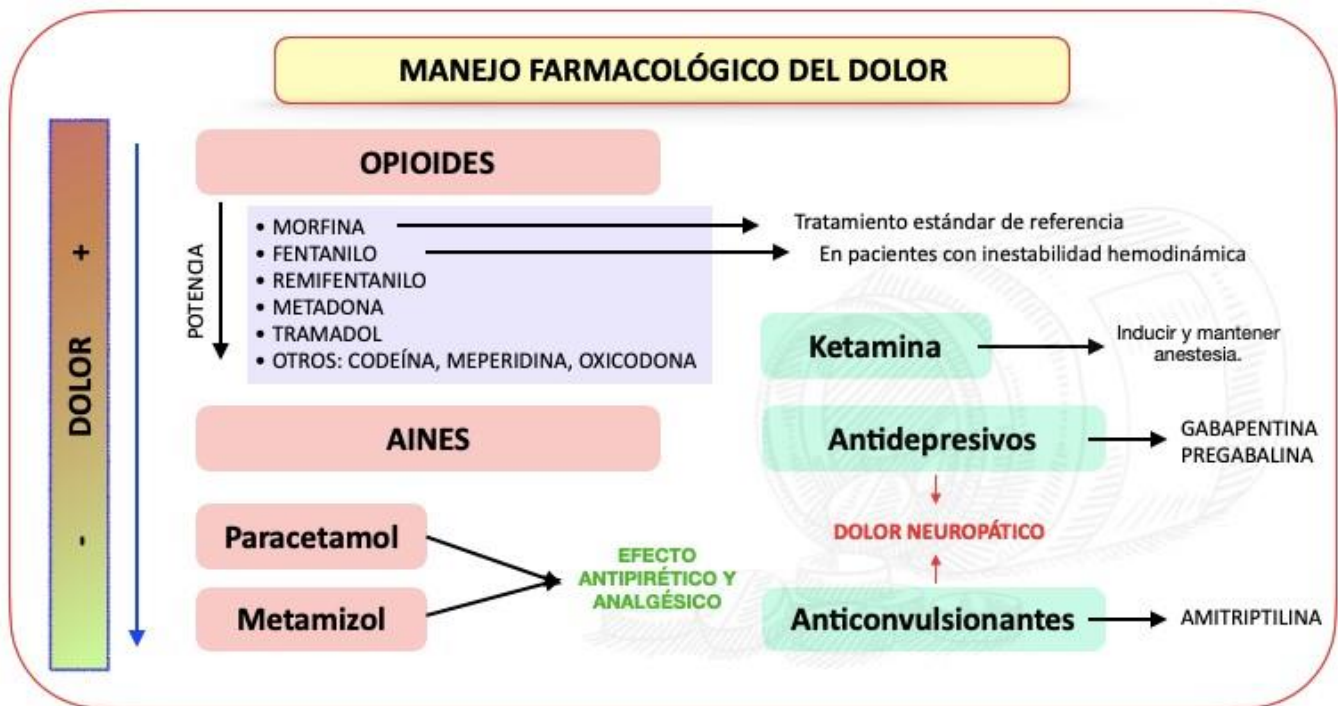 MANEJO FARMACOLÓGICO DEL DOLOR
+
DOLOR
-
OPIOIDES
POTENCIA
• MORFINA
• FENTANILO
• REMIFENTANILO
• METADONA
• TRAMADOL
• OTROS: CODEÍNA, MEPERIDINA, OXICODONA
Tratamiento estándar de referencia
En pacientes con inestabilidad hemodinámica
Ketamina
Inducir y mantener
anestesia.
AINES
Antidepresivos
GABAPENTINA
PREGABALINA
DOLOR NEUROPÁTICO
Paracetamol
Metamizol
EFECTO
ANTIPIRÉTICO Y
ANALGÉSICO
Anticonvulsionantes
AMITRIPTILINA